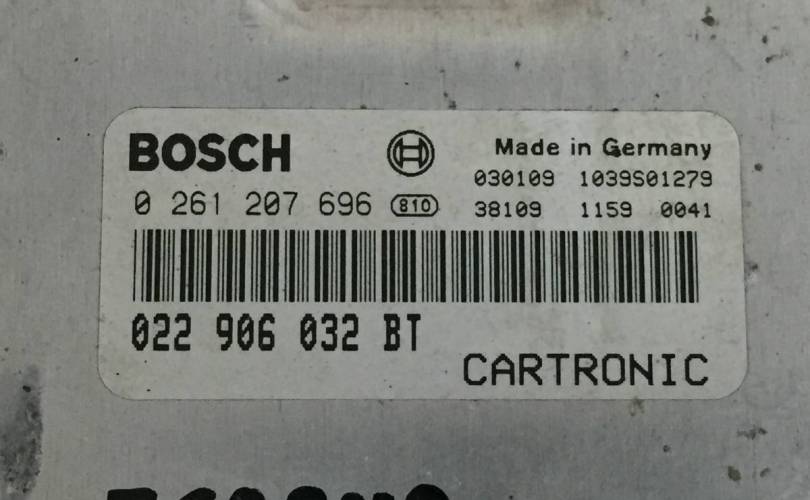 BOSCH
Made in Germany
0 261 207 696 810
030109 1039S01279
38109 1159 0041
022 906 032 BT
CARTRONIC